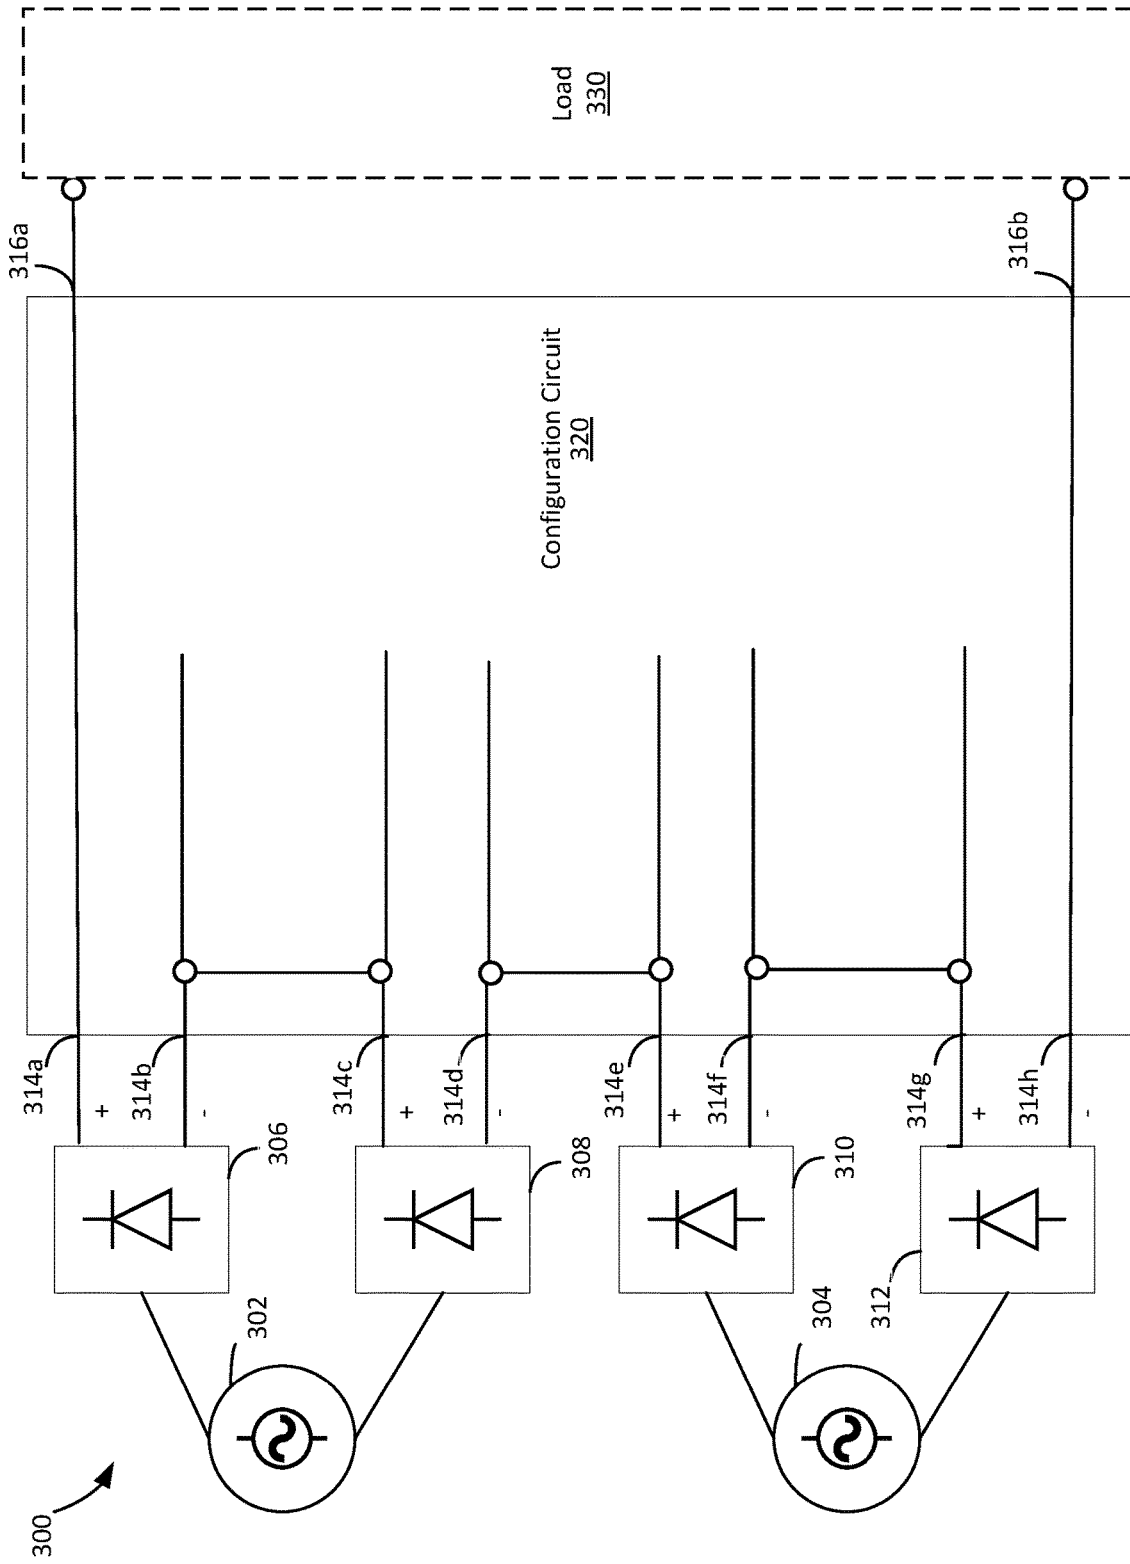 300
302
304
306
308
310
312
314a
+
314b
-
314c
+
314d
-
314e
+
314f
-
314g
+
314h
-
Configuration Circuit
320
316a
316b
Load
330